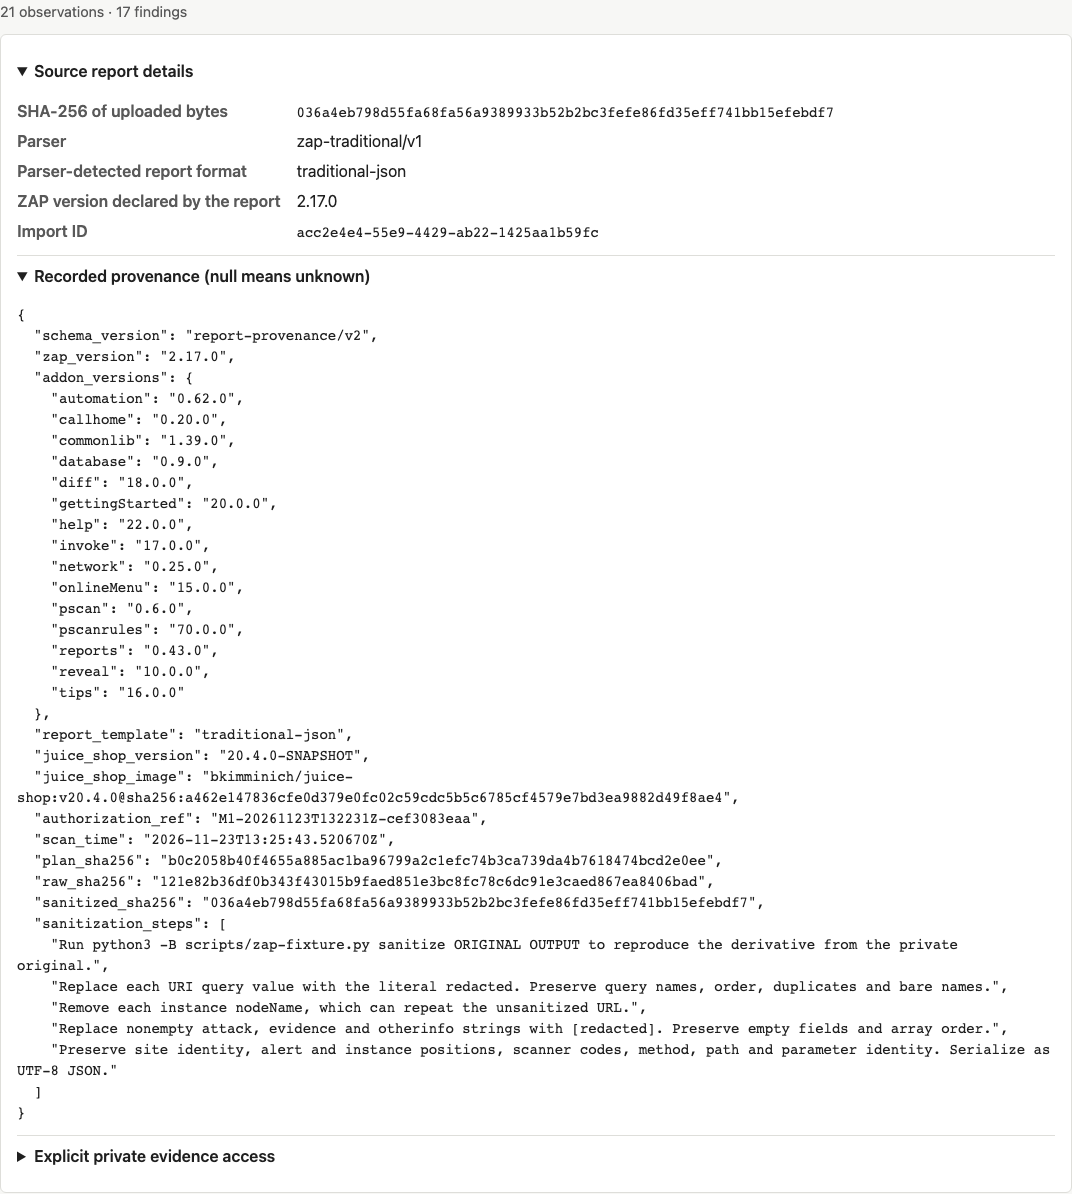 21 observations · 17 findings
▼ Source report details
SHA-256 of uploaded bytes 036a4eb798d55fa68fa56a9389933b52b2bc3fefe86fd35eff741bb15efebdf7
Parser zap-traditional/v1
Parser-detected report format traditional-json
ZAP version declared by the report 2.17.0
Import ID acc2e4e4-55e9-4429-ab22-1425aa1b59fc
▼ Recorded provenance (null means unknown)
{
  "schema_version": "report-provenance/v2",
  "zap_version": "2.17.0",
  "addon_versions": {
    "automation": "0.62.0",
    "callhome": "0.20.0",
    "commonlib": "1.39.0",
    "database": "0.9.0",
    "diff": "18.0.0",
    "gettingStarted": "20.0.0",
    "help": "22.0.0",
    "invoke": "17.0.0",
    "network": "0.25.0",
    "onlineMenu": "15.0.0",
    "pscan": "0.6.0",
    "pscanrules": "70.0.0",
    "reports": "0.43.0",
    "reveal": "10.0.0",
    "tips": "16.0.0"
  },
  "report_template": "traditional-json",
  "juice_shop_version": "20.4.0-SNAPSHOT",
  "juice_shop_image": "bkimminich/juice-
shop:v20.4.0@sha256:a462e147836cfe0d379e0fc02c59cdc5b5c6785cf4579e7bd3ea9882d49f8ae4",
  "authorization_ref": "M1-20261123T132231Z-cef3083eaa",
  "scan_time": "2026-11-23T13:25:43.520670Z",
  "plan_sha256": "b0c2058b40f4655a885ac1ba96799a2c1efc74b3ca739da4b7618474bcd2e0ee",
  "raw_sha256": "121e82b36df0b343f43015b9faed851e3bc8fc78c6dc91e3caed867ea8406bad",
  "sanitized_sha256": "036a4eb798d55fa68fa56a9389933b52b2bc3fefe86fd35eff741bb15efebdf7",
  "sanitization_steps": [
    "Run python3 -B scripts/zap-fixture.py sanitize ORIGINAL OUTPUT to reproduce the derivative from the private
original.",
    "Replace each URI query value with the literal redacted. Preserve query names, order, duplicates and bare names.",
    "Remove each instance nodeName, which can repeat the unsanitized URL.",
    "Replace nonempty attack, evidence and otherinfo strings with [redacted]. Preserve empty fields and array order.",
    "Preserve site identity, alert and instance positions, scanner codes, method, path and parameter identity. Serialize as
UTF-8 JSON."
  ]
}
▶ Explicit private evidence access